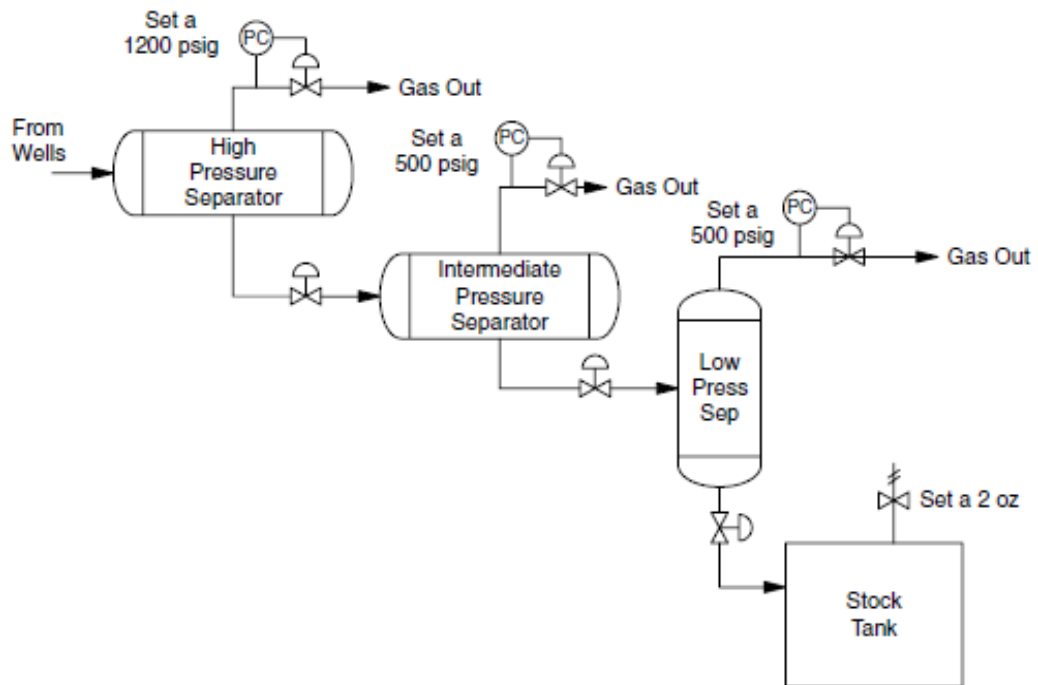 Set a
1200 psig
PC
Gas Out
From
Wells
High
Pressure
Separator
Set a
500 psig
PC
Gas Out
Set a
500 psig
PC
Gas Out
Intermediate
Pressure
Separator
Low
Press
Sep
Set a 2 oz
Stock
Tank